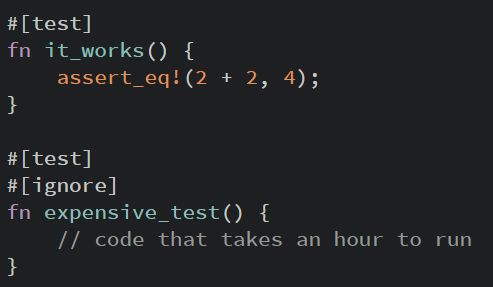 #[test]
fn it_works() {
    assert_eq!(2 + 2, 4);
}

#[test]
#[ignore]
fn expensive_test() {
    // code that takes an hour to run
}